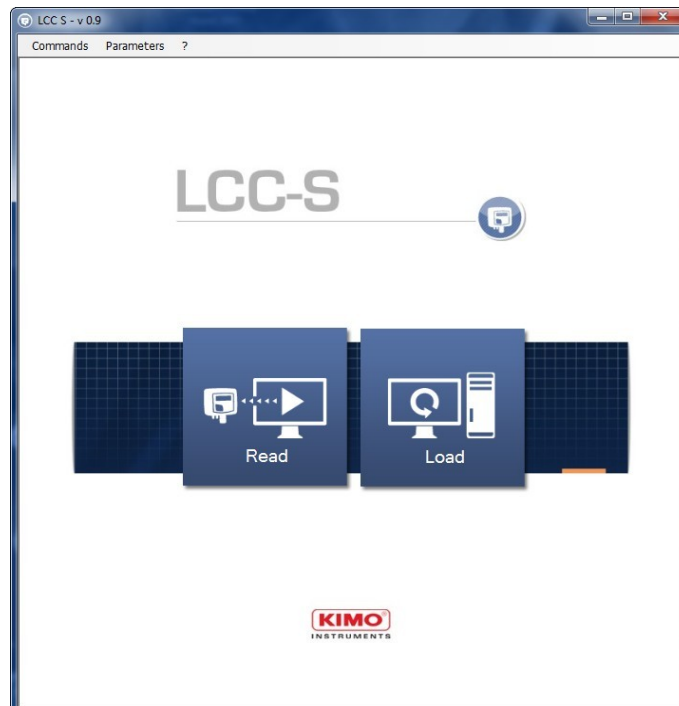 LCC S - v 0.9
Commands Parameters ?
LCC-S
Read Load
KIMO®
INSTRUMENTS